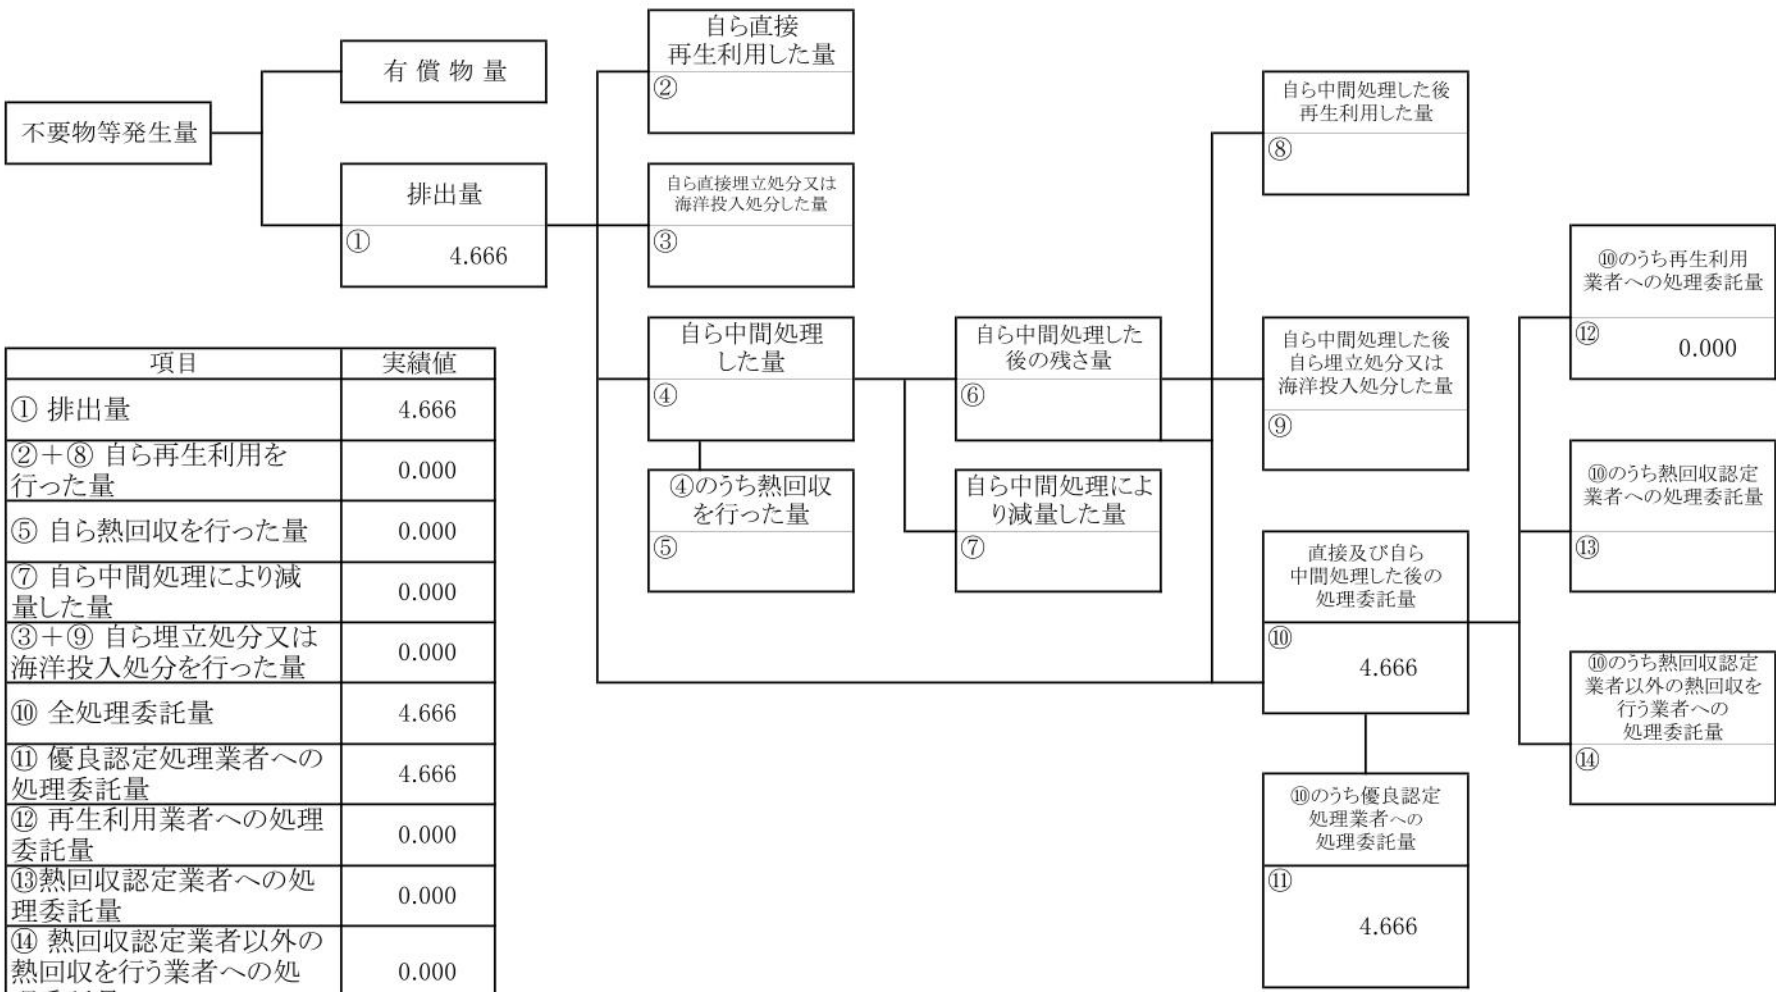 不要物等発生量
有償物量
排出量
①
4.666
自ら直接
再生利用した量
②
自ら直接埋立処分又は
海洋投入処分した量
③
自ら中間処理
した量
④
④のうち熱回収
を行った量
⑤
自ら中間処理した
後の残さ量
⑥
自ら中間処理によ
り減量した量
⑦
自ら中間処理した後
再生利用した量
⑧
自ら中間処理した後
自ら埋立処分又は
海洋投入処分した量
⑨
直接及び自ら
中間処理した後の
処理委託量
⑩
4.666
⑩のうち優良認定
処理業者への
処理委託量
⑪
4.666
⑩のうち再生利用
業者への処理委託量
⑫
0.000
⑩のうち熱回収認定
業者への処理委託量
⑬
⑩のうち熱回収認定
業者以外の熱回収を
行う業者への
処理委託量
⑭
項目 実績値
① 排出量 4.666
②+⑧ 自ら再生利用を
行った量 0.000
⑤ 自ら熱回収を行った量 0.000
⑦ 自ら中間処理により減
量した量 0.000
③+⑨ 自ら埋立処分又は
海洋投入処分を行った量 0.000
⑩ 全処理委託量 4.666
⑪ 優良認定処理業者への
処理委託量 4.666
⑫ 再生利用業者への処理
委託量 0.000
⑬熱回収認定業者への処
理委託量 0.000
⑭ 熱回収認定業者以外の
熱回収を行う業者への処 0.000